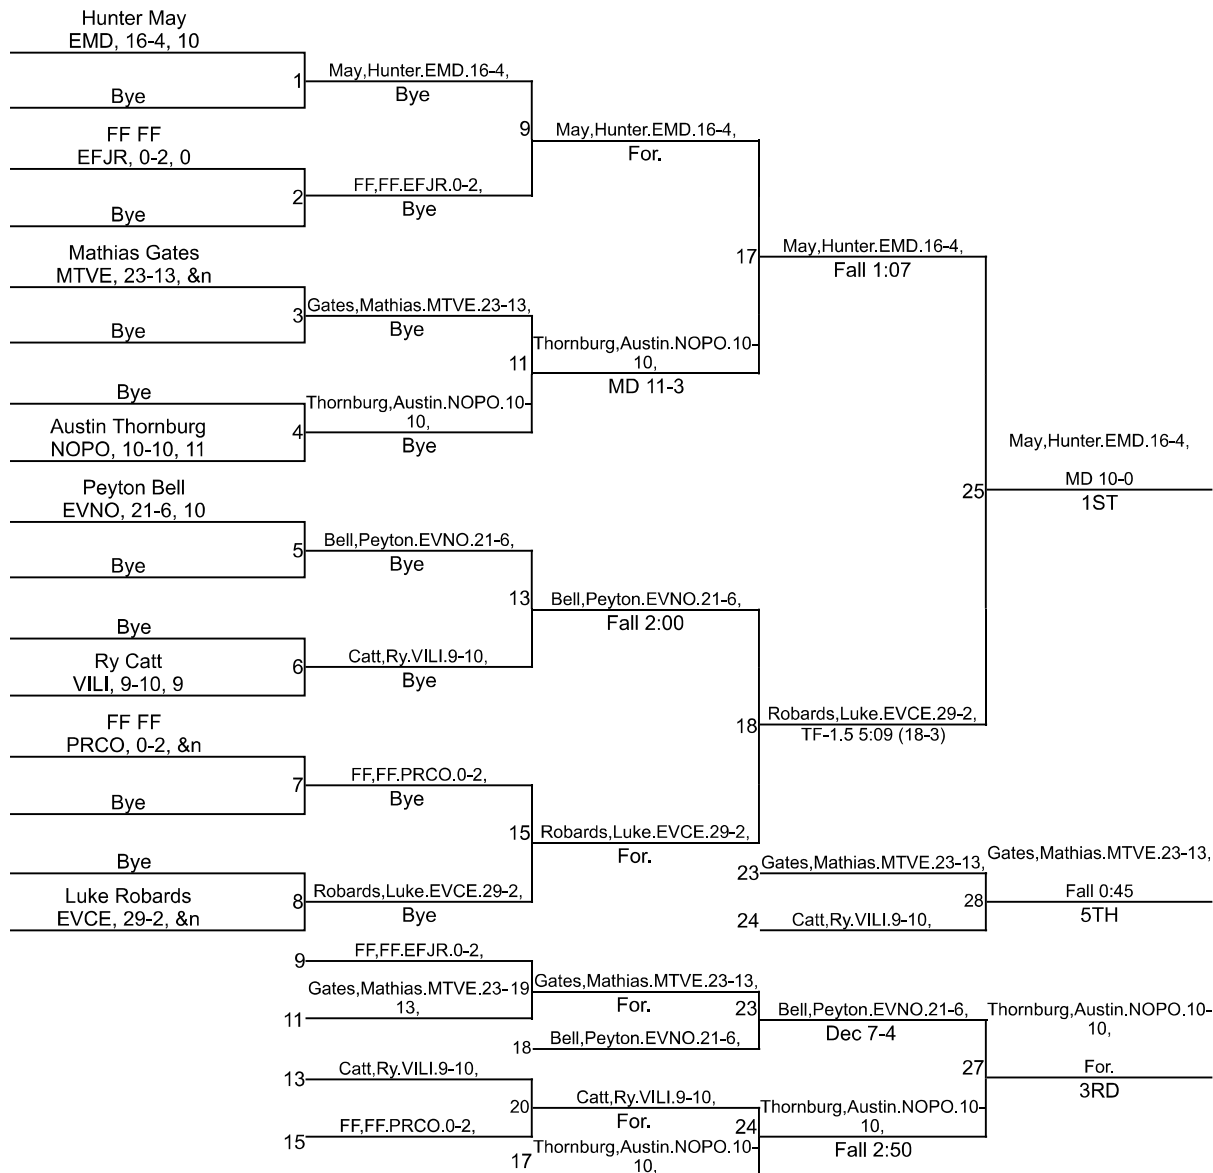 Hunter May
EMD, 16-4, 10
1
May,Hunter.EMD.16-4,
Bye
Bye
9
May,Hunter.EMD.16-4,
For.
FF FF
EFJR, 0-2, 0
2
FF,FF.EFJR.0-2,
Bye
Bye
17
May,Hunter.EMD.16-4,
Fall 1:07
Mathias Gates
MTVE, 23-13, &n
3
Gates,Mathias.MTVE.23-13,
Bye
Bye
11
Thornburg,Austin.NOPO.10-
10,
MD 11-3
Bye
4
Thornburg,Austin.NOPO.10-
10,
Bye
Austin Thornburg
NOPO, 10-10, 11
25
May,Hunter.EMD.16-4,
MD 10-0
1ST
Peyton Bell
EVNO, 21-6, 10
5
Bell,Peyton.EVNO.21-6,
Bye
Bye
13
Bell,Peyton.EVNO.21-6,
Fall 2:00
Bye
6
Catt,Ry.VILI.9-10,
Bye
Ry Catt
VILI, 9-10, 9
18
Robards,Luke.EVCE.29-2,
TF-1.5 5:09 (18-3)
FF FF
PRCO, 0-2, &n
7
FF,FF.PRCO.0-2,
Bye
Bye
15
Robards,Luke.EVCE.29-2,
For.
Bye
8
Robards,Luke.EVCE.29-2,
Bye
Luke Robards
EVCE, 29-2, &n
23
Gates,Mathias.MTVE.23-13,
24
Catt,Ry.VILI.9-10,
28
Gates,Mathias.MTVE.23-13,
Fall 0:45
5TH
9
FF,FF.EFJR.0-2,
11
Gates,Mathias.MTVE.23-
13,
19
Gates,Mathias.MTVE.23-13,
For.
18
Bell,Peyton.EVNO.21-6,
23
Bell,Peyton.EVNO.21-6,
Dec 7-4
13
Catt,Ry.VILI.9-10,
15
FF,FF.PRCO.0-2,
20
Catt,Ry.VILI.9-10,
For.
17
Thornburg,Austin.NOPO.10-
10,
24
Thornburg,Austin.NOPO.10-
10,
Fall 2:50
27
Thornburg,Austin.NOPO.10-
10,
For.
3RD